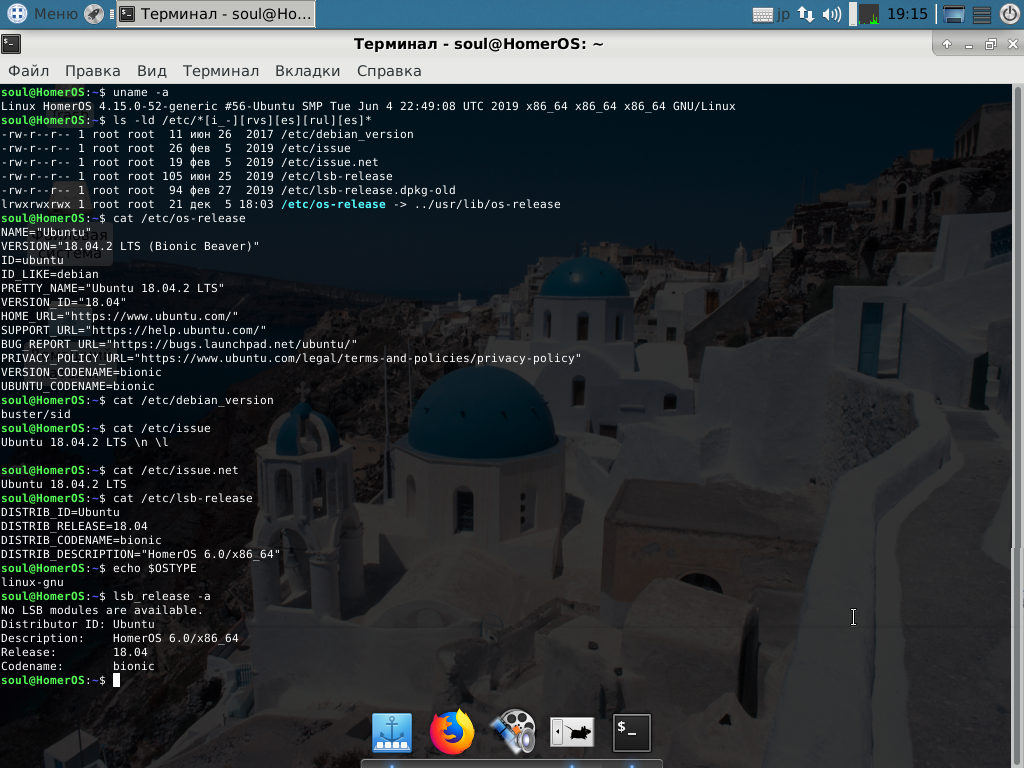 Меню
Терминал - soul@Ho...
jp
19:15
Терминал - soul@HomerOS: ~
Файл Правка Вид Терминал Вкладки Справка
soul@HomerOS:~$ uname -a
Linux HomerOS 4.15.0-52-generic #56-Ubuntu SMP Tue Jun 4 22:49:08 UTC 2019 x86_64 x86_64 x86_64 GNU/Linux
soul@HomerOS:~$ ls -ld /etc/*[i_-][rvs][es][rul][es]*
-rw-r--r-- 1 root root  11 июн 26  2017 /etc/debian_version
-rw-r--r-- 1 root root  26 фев  5  2019 /etc/issue
-rw-r--r-- 1 root root  19 фев  5  2019 /etc/issue.net
-rw-r--r-- 1 root root 105 июн 25  2019 /etc/lsb-release
-rw-r--r-- 1 root root  94 фев 27  2019 /etc/lsb-release.dpkg-old
lrwxrwxrwx 1 root root  21 дек  5 18:03 /etc/os-release -> ../usr/lib/os-release
soul@HomerOS:~$ cat /etc/os-release
NAME="Ubuntu"
VERSION="18.04.2 LTS (Bionic Beaver)"
ID=ubuntu
ID_LIKE=debian
PRETTY_NAME="Ubuntu 18.04.2 LTS"
VERSION_ID="18.04"
HOME_URL="https://www.ubuntu.com/"
SUPPORT_URL="https://help.ubuntu.com/"
BUG_REPORT_URL="https://bugs.launchpad.net/ubuntu/"
PRIVACY_POLICY_URL="https://www.ubuntu.com/legal/terms-and-policies/privacy-policy"
VERSION_CODENAME=bionic
UBUNTU_CODENAME=bionic
soul@HomerOS:~$ cat /etc/debian_version
buster/sid
soul@HomerOS:~$ cat /etc/issue
Ubuntu 18.04.2 LTS \n \l
soul@HomerOS:~$ cat /etc/issue.net
Ubuntu 18.04.2 LTS
soul@HomerOS:~$ cat /etc/lsb-release
DISTRIB_ID=Ubuntu
DISTRIB_RELEASE=18.04
DISTRIB_CODENAME=bionic
DISTRIB_DESCRIPTION="HomerOS 6.0/x86_64"
soul@HomerOS:~$ echo $OSTYPE
linux-gnu
soul@HomerOS:~$ lsb_release -a
No LSB modules are available.
Distributor ID: Ubuntu
Description:    HomerOS 6.0/x86_64
Release:        18.04
Codename:       bionic
soul@HomerOS:~$
система
$_